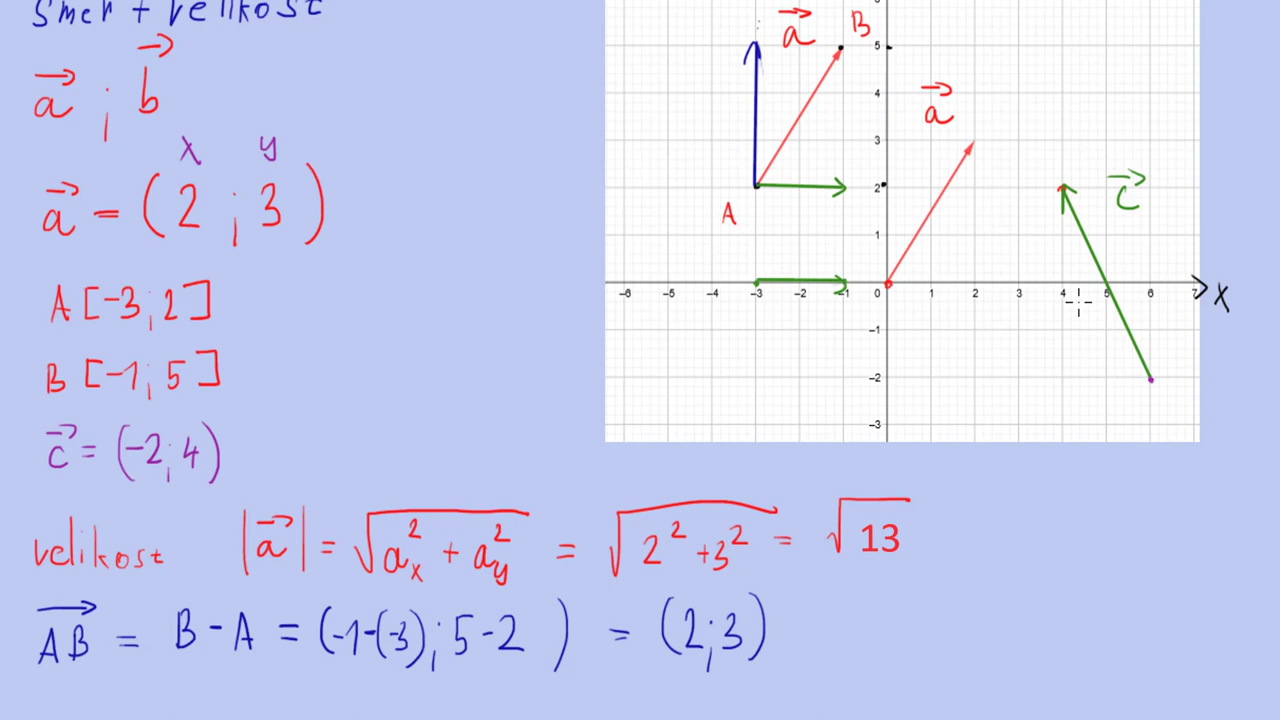 Směr + velikost
a⃗ ; b⃗
x y
a⃗ = (2 ; 3)
A [-3 ; 2]
B [-1 ; 5]
c⃗ = (-2 ; 4)
velikost |a⃗| = √(aₓ² + a_y²) = √(2² + 3²) = √13
A⃗B⃗ = B - A = (-1-(-3) ; 5-2) = (2 ; 3)
a⃗ B
5
4
a⃗
3
2
c⃗
A
1
-6 -5 -4 -3 -2 -1 0 1 2 3 4 5 6 7 X
-1
-2
-3